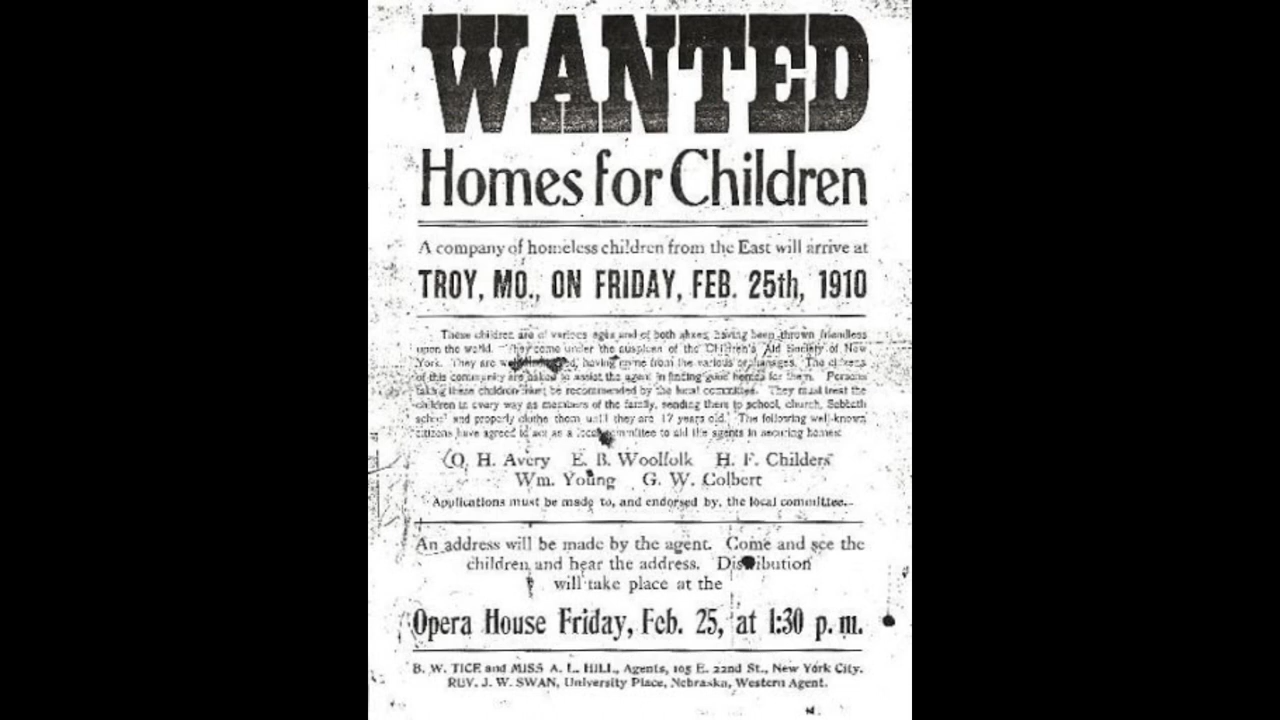 WANTED
Homes for Children
A company of homeless children from the East will arrive at
TROY, MO., ON FRIDAY, FEB. 25th, 1910
These children are of various ages and of both sexes, having been thrown friendless
upon the world. They come under the auspices of the Children's Aid Society of New
York. They are well having come from the various orphanages. The citizens
of this community are asked to assist the agent in finding good homes for them. Persons
taking these children must be recommended by the local committee. They must treat the
children in every way as members of the family, sending them to school, church, Sabbath
school and properly clothe them until they are 17 years old. The following well-known
citizens have agreed to act as a local committee to aid the agents in securing homes:
O. H. Avery E. B. Woolfolk H. F. Childers
Wm. Young G. W. Colbert
Applications must be made to, and endorsed by, the local committee.
An address will be made by the agent. Come and see the
children and hear the address. Distribution
will take place at the
Opera House Friday, Feb. 25, at 1:30 p. m.
B. W. TICE and MISS A. L. HILL, Agents, 105 E. 22nd St., New York City.
REV. J. W. SWAN, University Place, Nebraska, Western Agent.